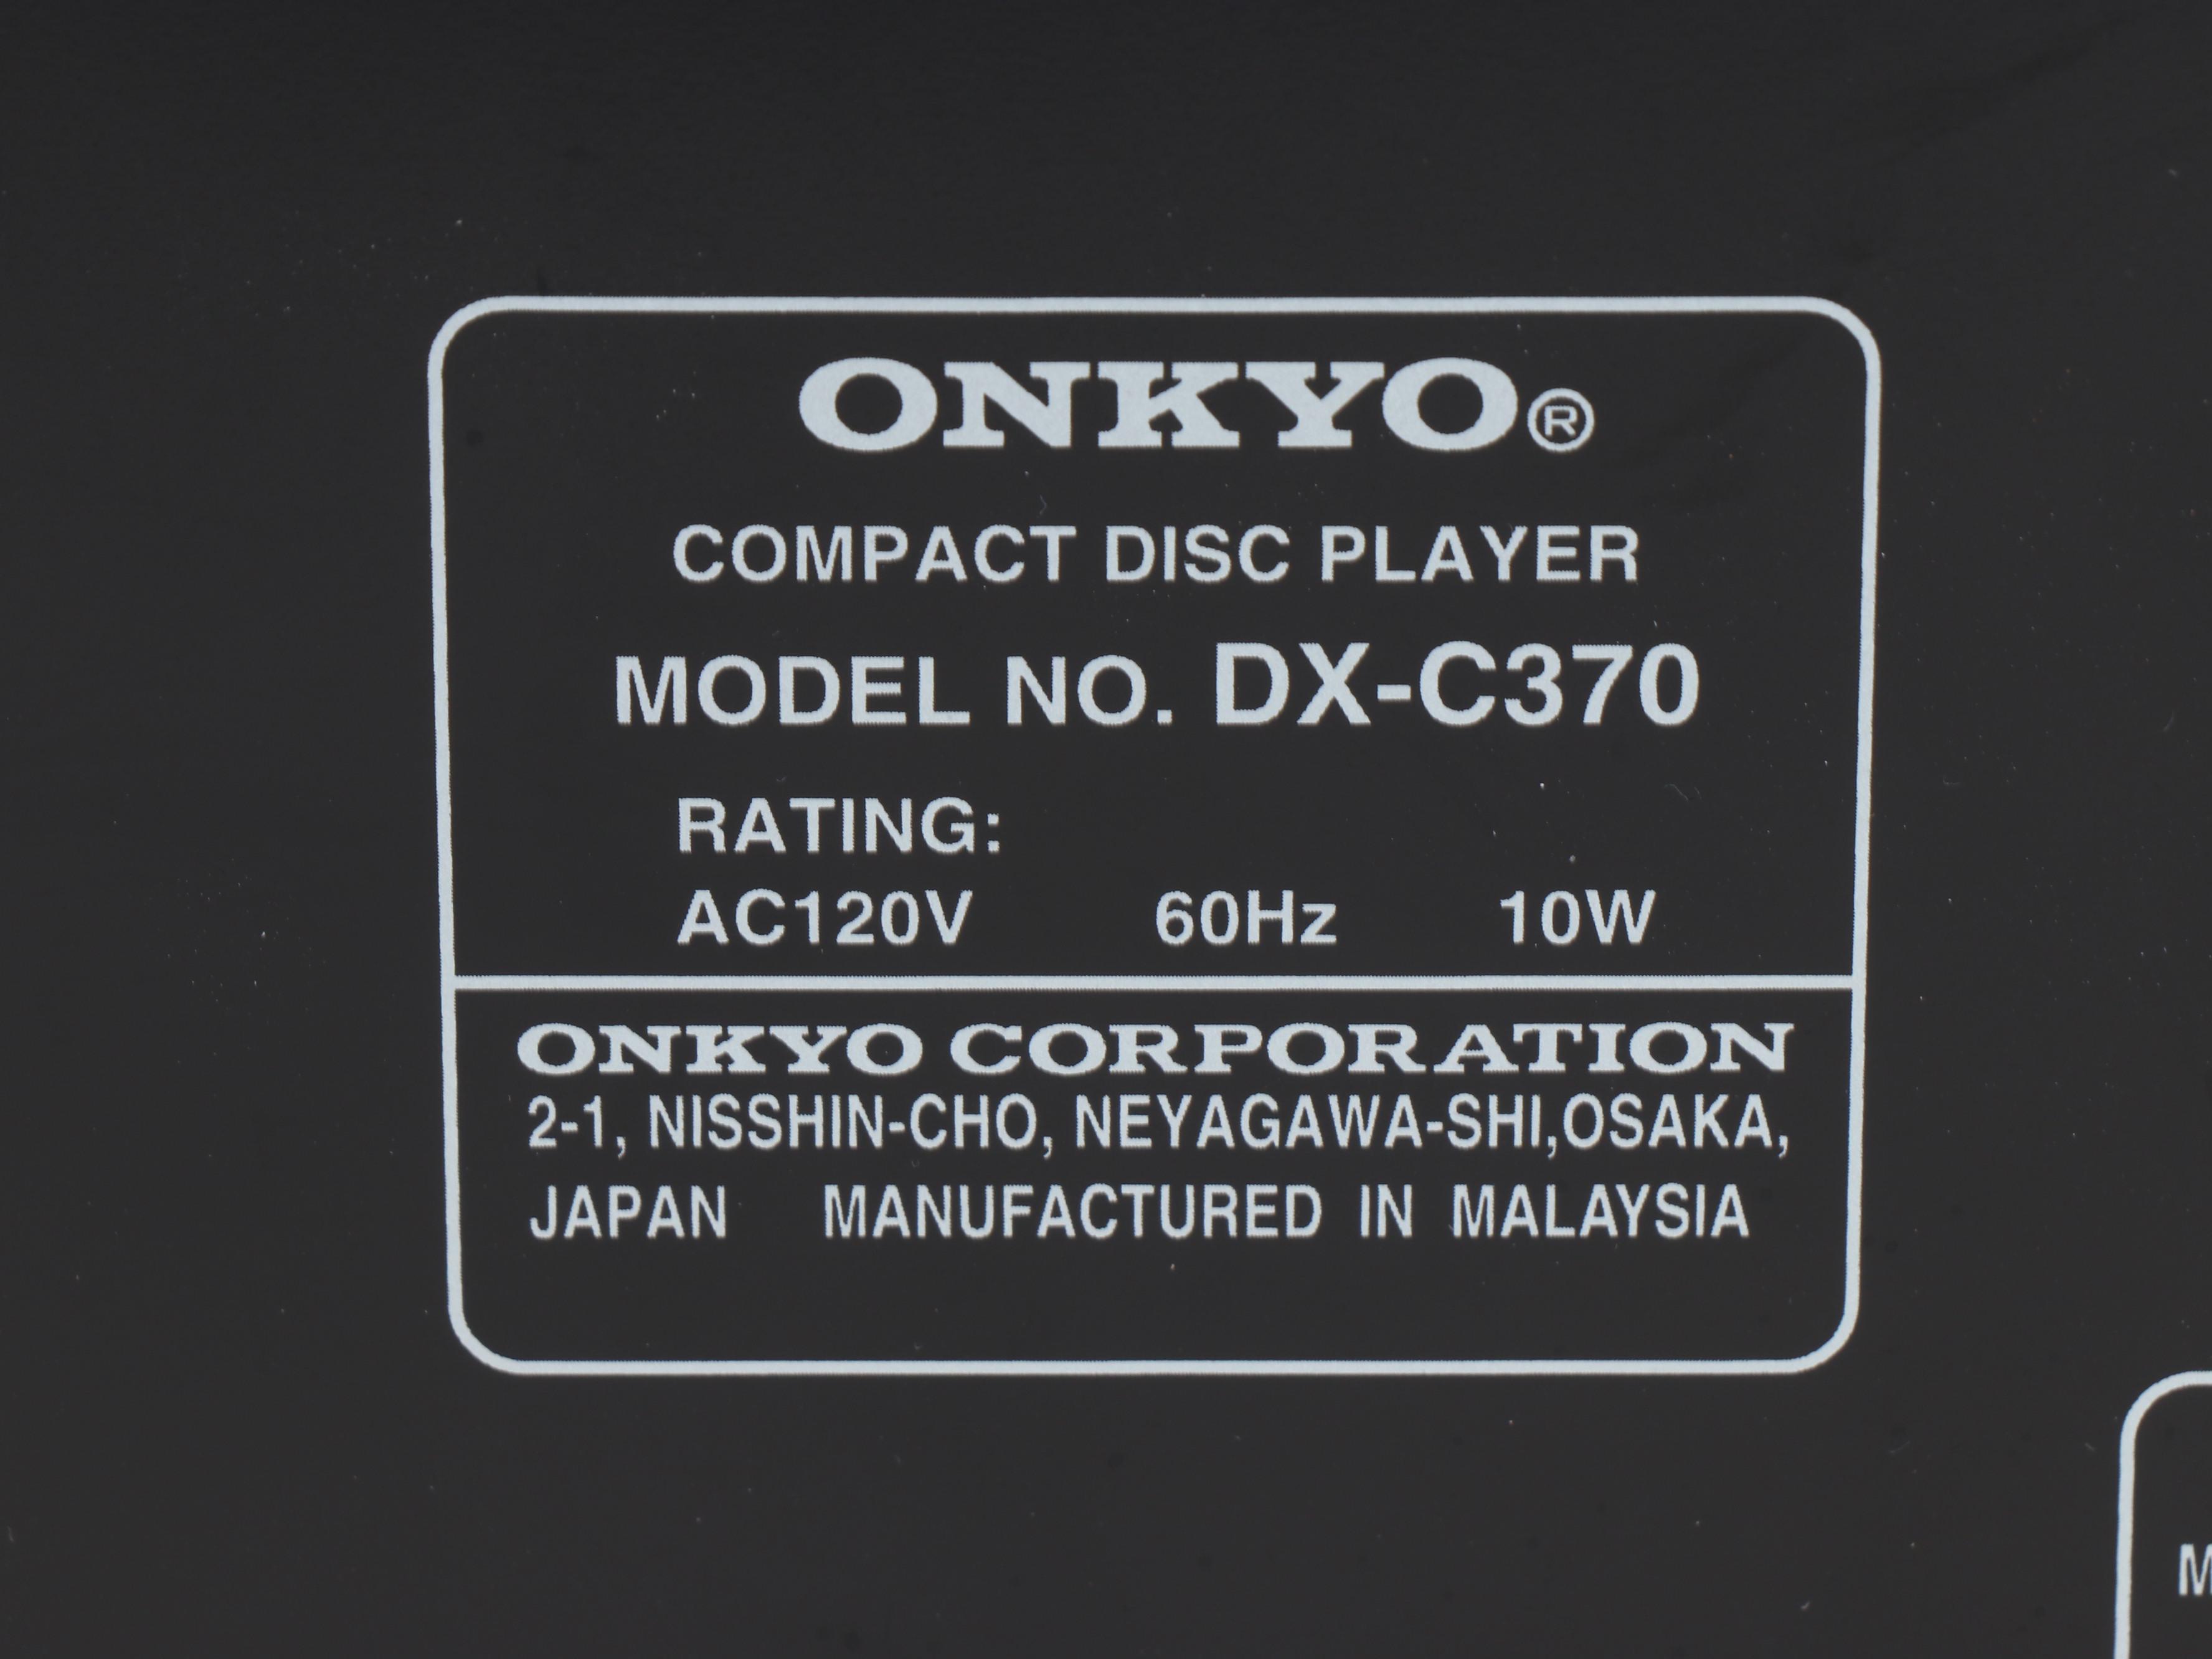 ONKYO®
COMPACT DISC PLAYER
MODEL NO. DX-C370
RATING:
AC120V 60Hz 10W
ONKYO CORPORATION
2-1, NISSHIN-CHO, NEYAGAWA-SHI,OSAKA,
JAPAN MANUFACTURED IN MALAYSIA